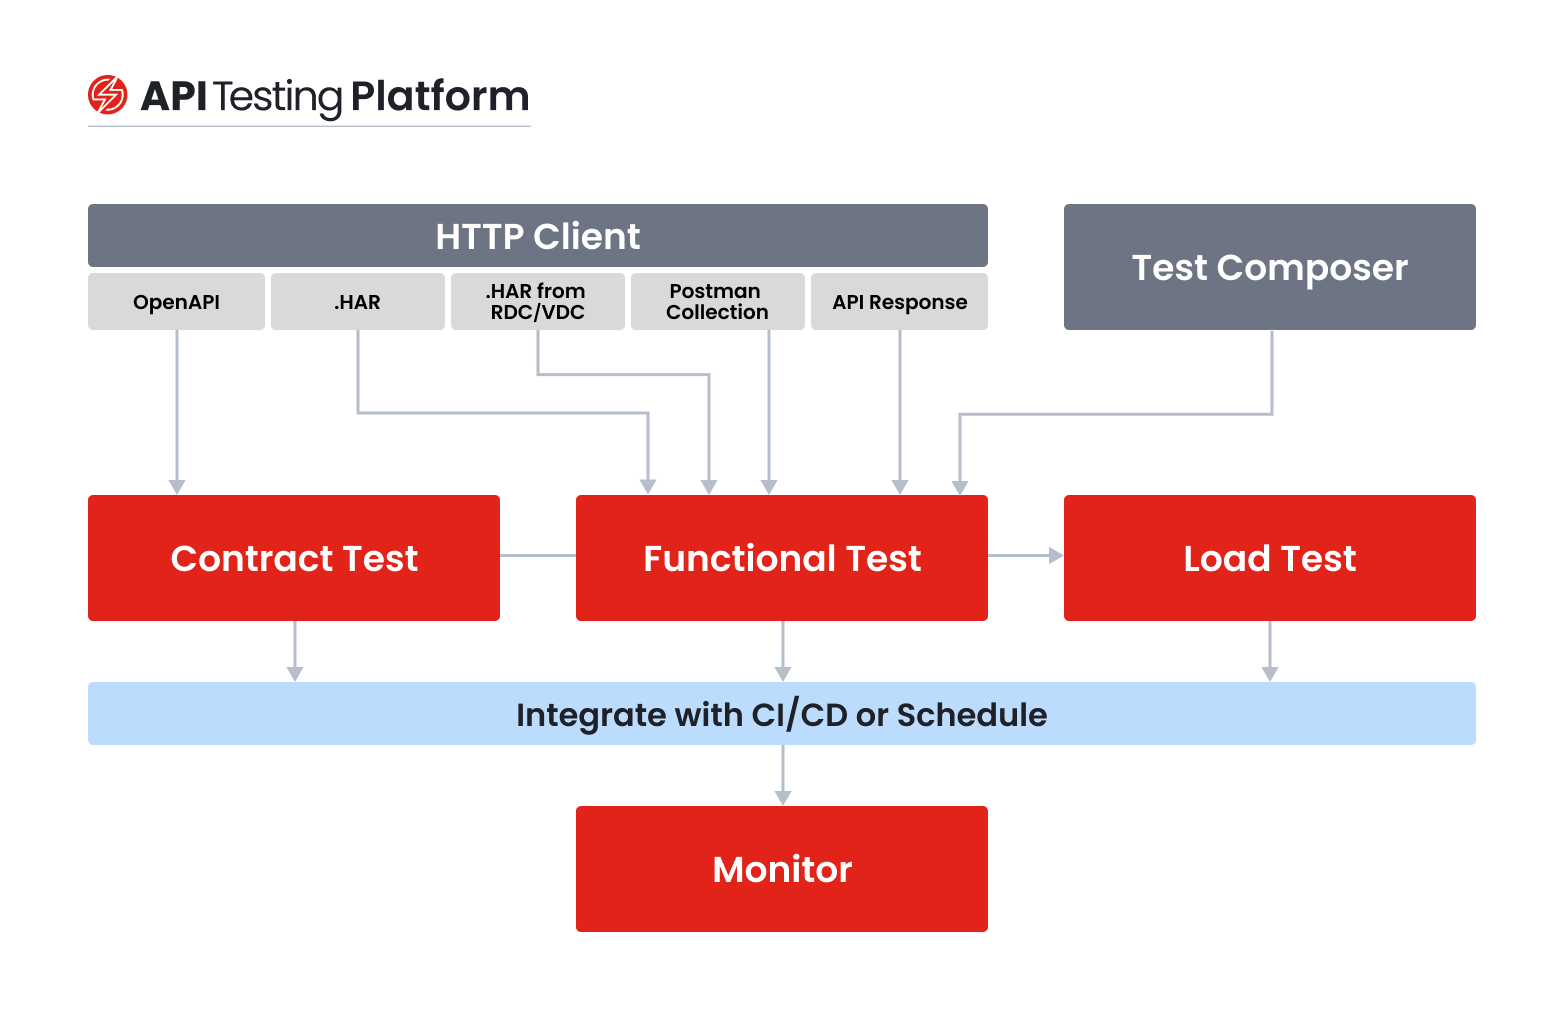 API Testing Platform
HTTP Client
Test Composer
OpenAPI
.HAR
.HAR from
RDC/VDC
Postman
Collection
API Response
Contract Test
Functional Test
Load Test
Integrate with CI/CD or Schedule
Monitor